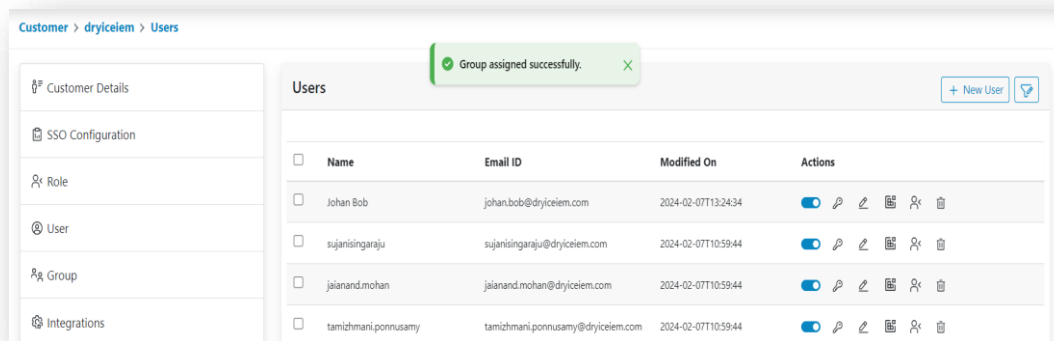 Customer > dryiceiem > Users
Group assigned successfully.
Customer Details
SSO Configuration
Role
User
Group
Integrations
Users
+ New User
Name Email ID Modified On Actions
Johan Bob johan.bob@dryiceiem.com 2024-02-07T13:24:34
sujanisingaraju sujanisingaraju@dryiceiem.com 2024-02-07T10:59:44
jaianand.mohan jaianand.mohan@dryiceiem.com 2024-02-07T10:59:44
tamizhmani.ponnusamy tamizhmani.ponnusamy@dryiceiem.com 2024-02-07T10:59:44